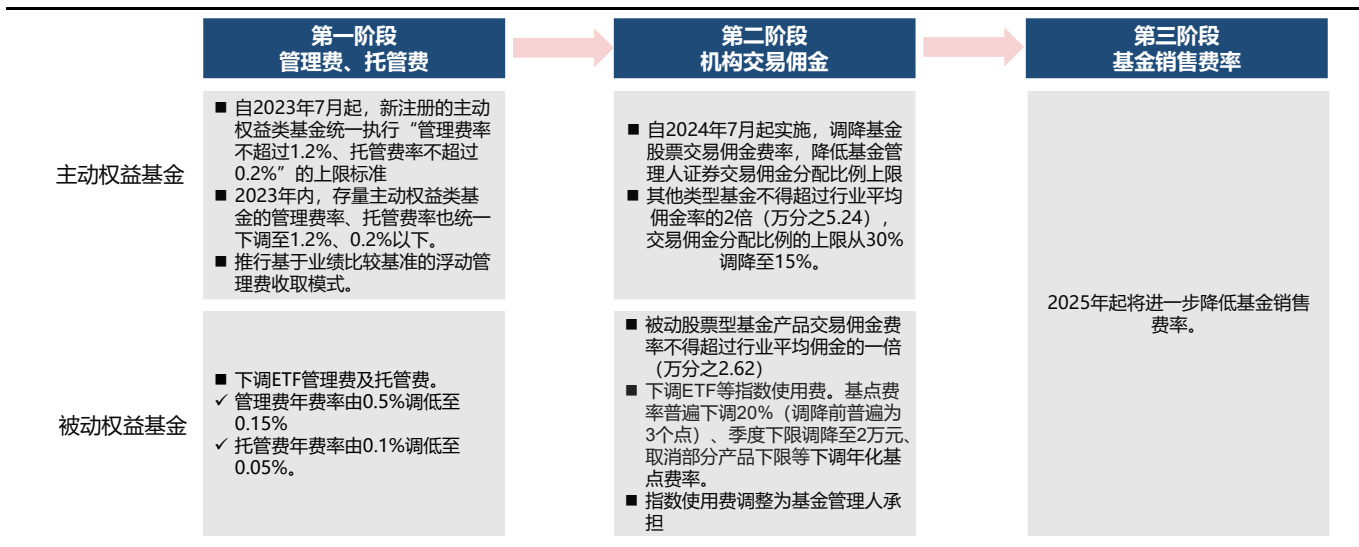 第一阶段
管理费、托管费
第二阶段
机构交易佣金
第三阶段
基金销售费率
主动权益基金
■ 自2023年7月起，新注册的主动
权益类基金统一执行“管理费率
不超过1.2%、托管费率不超过
0.2%”的上限标准
■ 2023年内，存量主动权益类基
金的管理费率、托管费率也统一
下调至1.2%、0.2%以下。
■ 推行基于业绩比较基准的浮动管
理费收取模式。
■ 自2024年7月起实施，调降基金
股票交易佣金费率，降低基金管
理人证券交易佣金分配比例上限
■ 其他类型基金不得超过行业平均
佣金率的2倍（万分之5.24），
交易佣金分配比例的上限从30%
调降至15%。
2025年起将进一步降低基金销售
费率。
被动权益基金
■ 下调ETF管理费及托管费。
✓ 管理费年费率由0.5%调低至
0.15%
✓ 托管费年费率由0.1%调低至
0.05%。
■ 被动股票型基金产品交易佣金费
率不得超过行业平均佣金的一倍
（万分之2.62）
■ 下调ETF等指数使用费。基点费
率普遍下调20%（调降前普遍为
3个点）、季度下限调降至2万元、
取消部分产品下限等下调年化基
点费率。
■ 指数使用费调整为基金管理人承
担